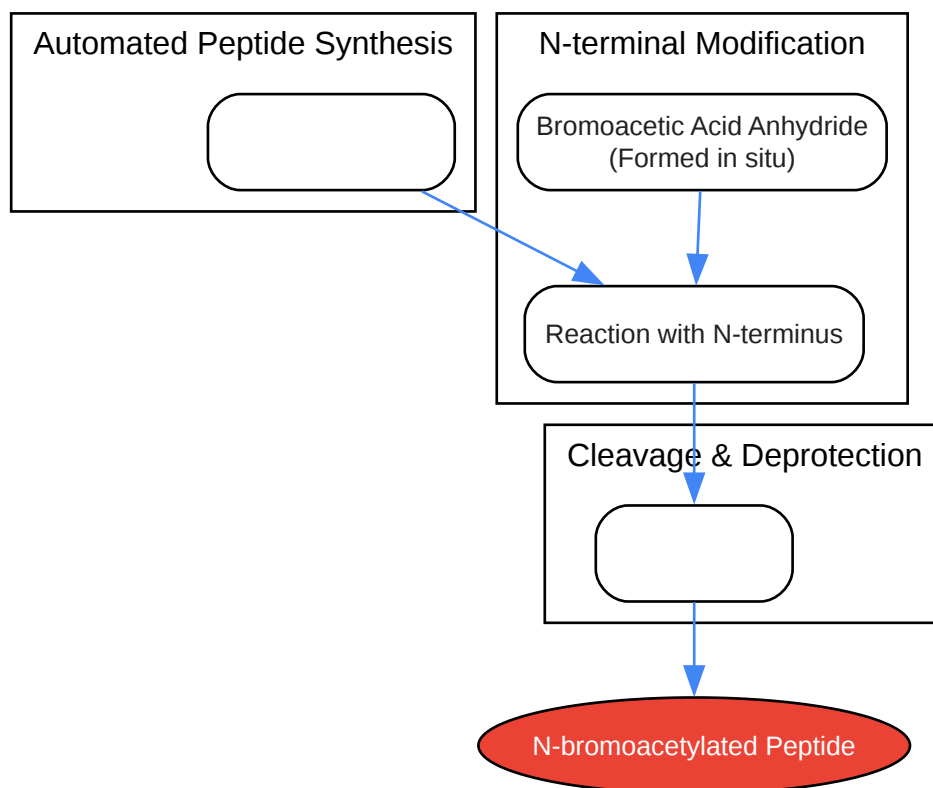 Automated Peptide Synthesis
N-terminal Modification
Bromoacetic Acid Anhydride
(Formed in situ)
Reaction with N-terminus
Cleavage & Deprotection
N-bromoacetylated Peptide